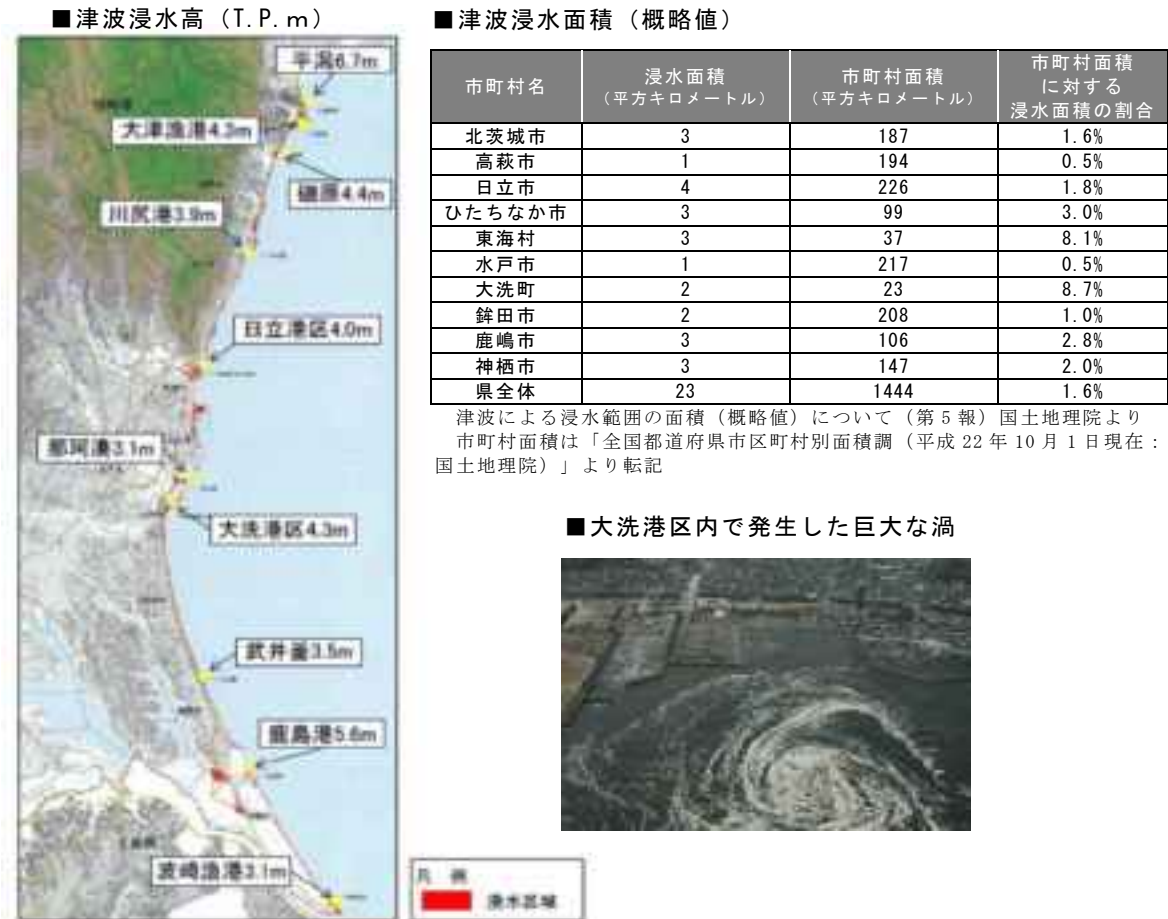 ■津波浸水高（T.P.m）
平潟6.7m
大津漁港4.3m
磯原4.4m
川尻港3.9m
日立港区4.0m
那珂湊3.1m
大洗港区4.3m
武井釜3.5m
鹿島港5.6m
波崎漁港3.1m
凡 例
浸水区域
■津波浸水面積（概略値）
市町村名 浸水面積（平方キロメートル） 市町村面積（平方キロメートル） 市町村面積に対する浸水面積の割合
北茨城市 3 187 1.6%
高萩市 1 194 0.5%
日立市 4 226 1.8%
ひたちなか市 3 99 3.0%
東海村 3 37 8.1%
水戸市 1 217 0.5%
大洗町 2 23 8.7%
鉾田市 2 208 1.0%
鹿嶋市 3 106 2.8%
神栖市 3 147 2.0%
県全体 23 1444 1.6%
津波による浸水範囲の面積（概略値）について（第5報）国土地理院より
市町村面積は「全国都道府県市区町村別面積調（平成22年10月1日現在：
国土地理院）」より転記
■大洗港区内で発生した巨大な渦